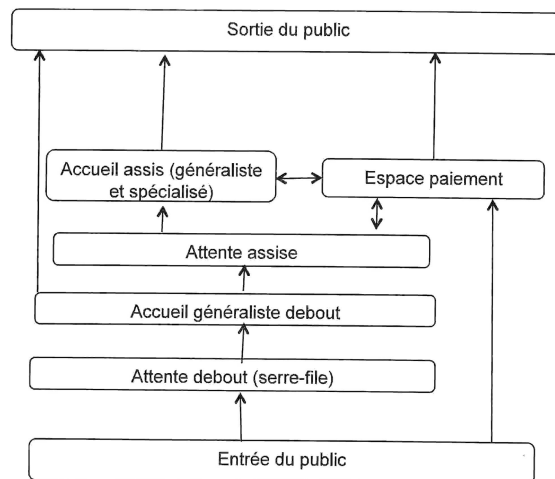 Sortie du public
Accueil assis (généraliste
et spécialisé)
Espace paiement
Attente assise
Accueil généraliste debout
Attente debout (serre-file)
Entrée du public